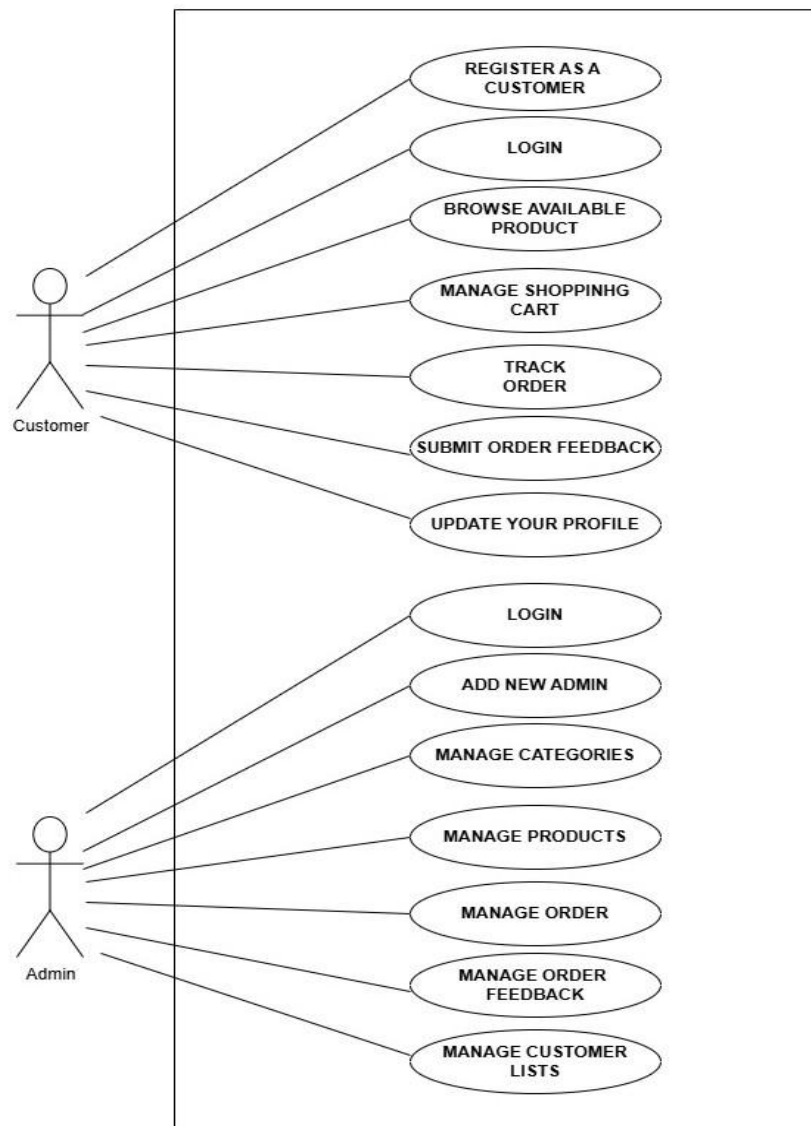 REGISTER AS A
CUSTOMER
LOGIN
BROWSE AVAILABLE
PRODUCT
MANAGE SHOPPINHG
CART
TRACK
ORDER
Customer
SUBMIT ORDER FEEDBACK
UPDATE YOUR PROFILE
LOGIN
ADD NEW ADMIN
MANAGE CATEGORIES
MANAGE PRODUCTS
MANAGE ORDER
Admin
MANAGE ORDER
FEEDBACK
MANAGE CUSTOMER
LISTS